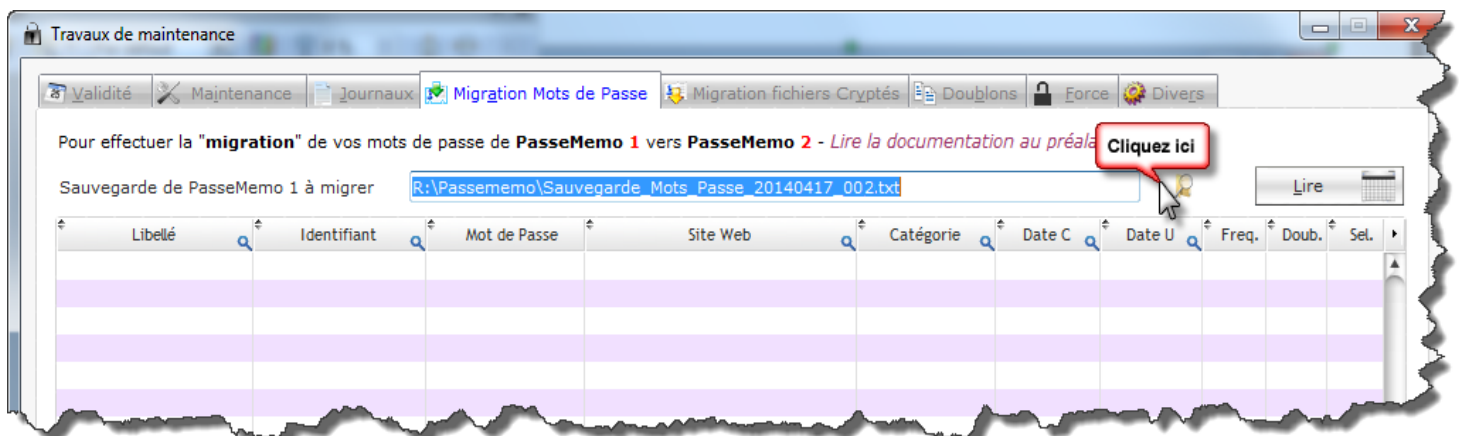 Travaux de maintenance
Validité Maintenance Journaux Migration Mots de Passe Migration fichiers Cryptés Doublons Force Divers
Pour effectuer la "migration" de vos mots de passe de PasseMemo 1 vers PasseMemo 2 - Lire la documentation au
Cliquez ici
Sauvegarde de PasseMemo 1 à migrer R:\Passememo\Sauvegarde_Mots_Passe_20140417_002.txt Lire
Libellé Identifiant Mot de Passe Site Web Catégorie Date C Date U Freq. Doub. Sel.